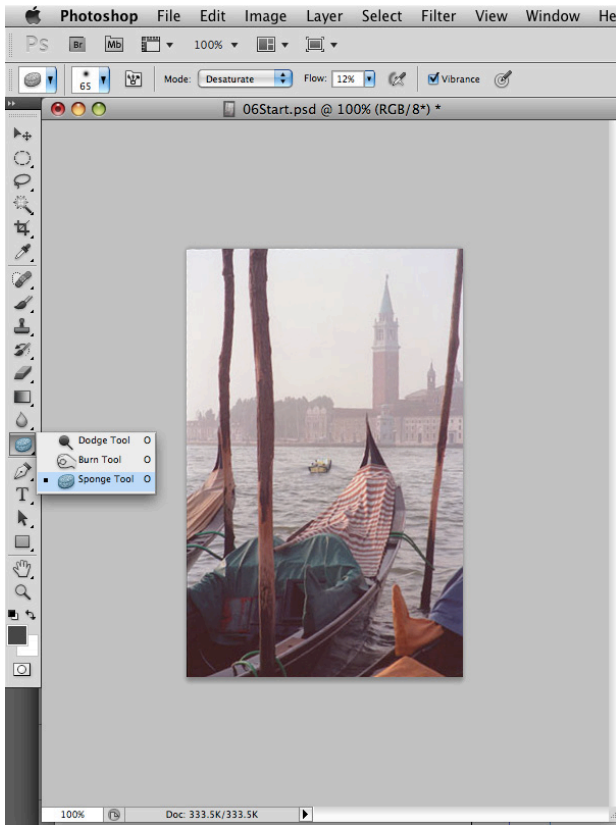 Photoshop File Edit Image Layer Select Filter View Window He
Ps Br Mb 100%
65 Mode: Desaturate Flow: 12% Vibrance
06Start.psd @ 100% (RGB/8*) *
Dodge Tool O
Burn Tool O
Sponge Tool O
T
100% Doc: 333.5K/333.5K